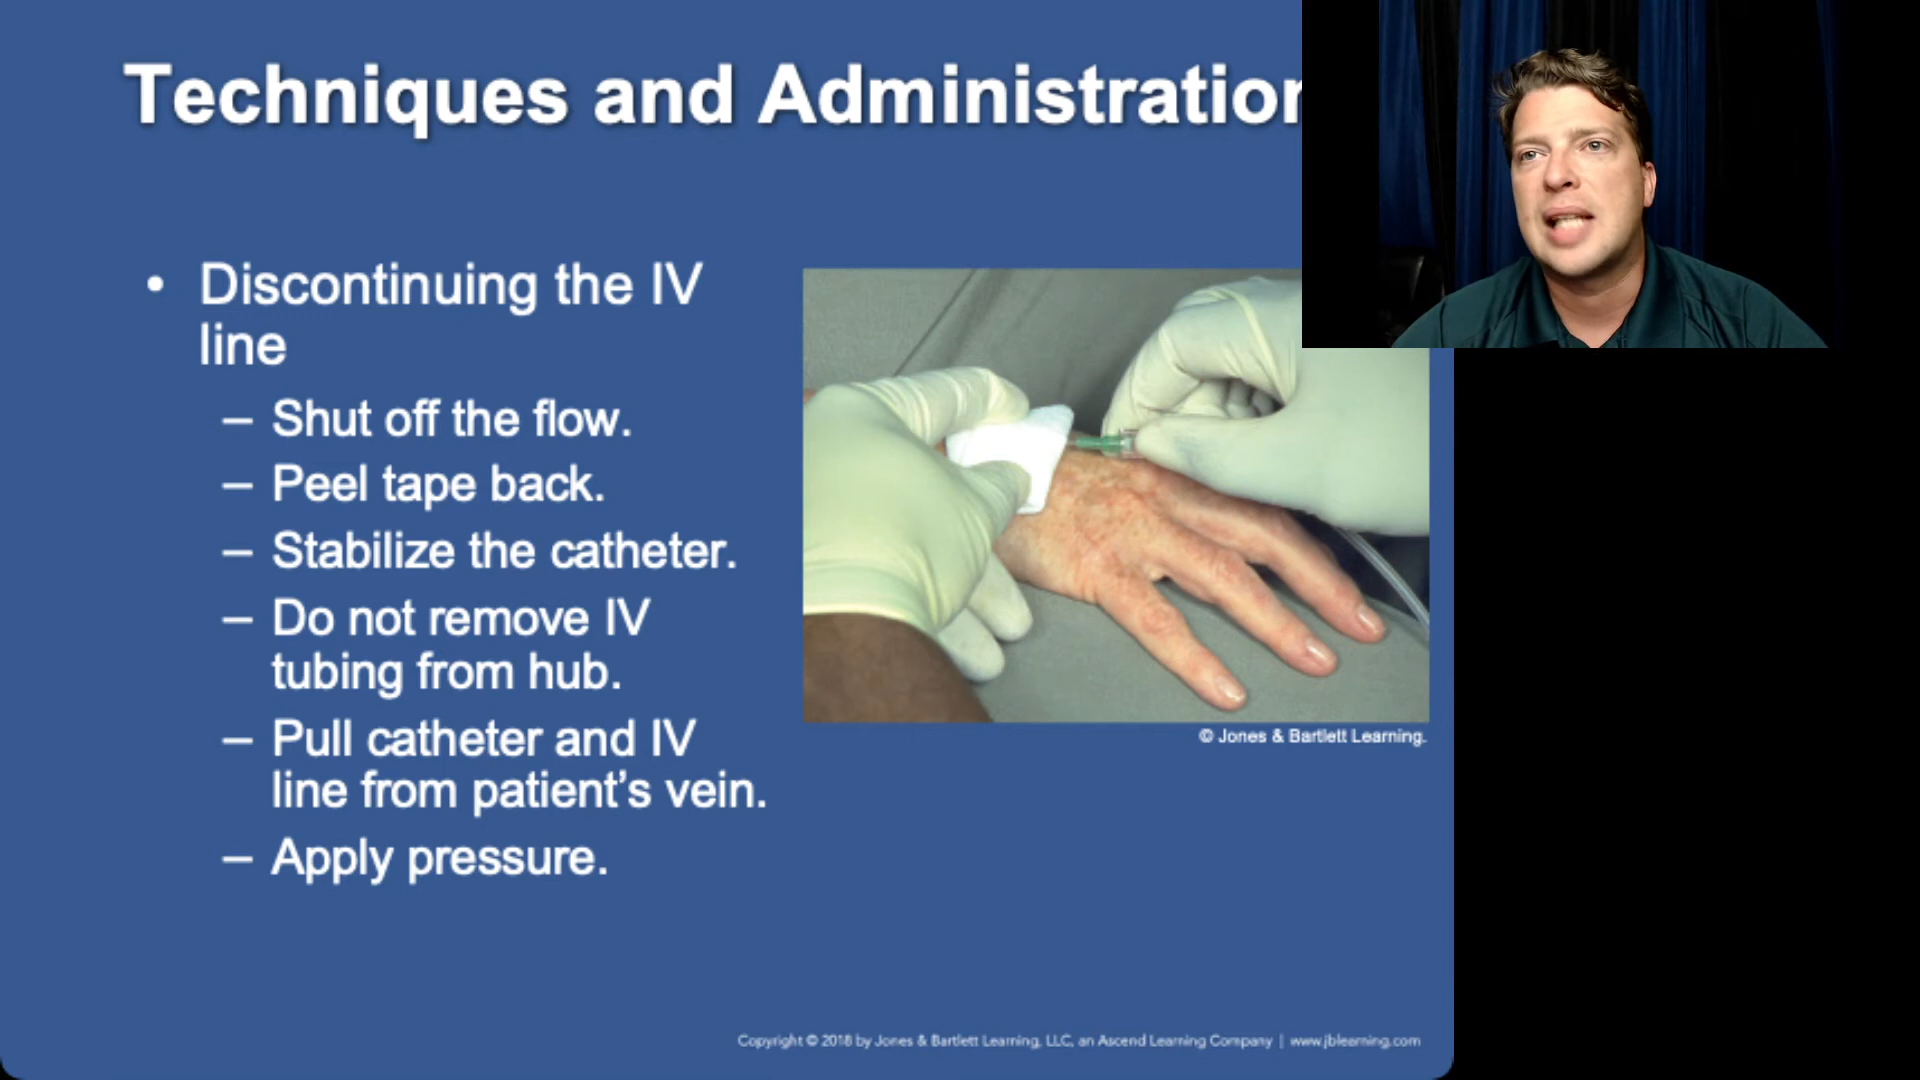 Techniques and Administration
• Discontinuing the IV
line
– Shut off the flow.
– Peel tape back.
– Stabilize the catheter.
– Do not remove IV
tubing from hub.
– Pull catheter and IV
line from patient’s vein.
– Apply pressure.
© Jones & Bartlett Learning.
Copyright © 2018 by Jones & Bartlett Learning, LLC, an Ascend Learning Company | www.jblearning.com